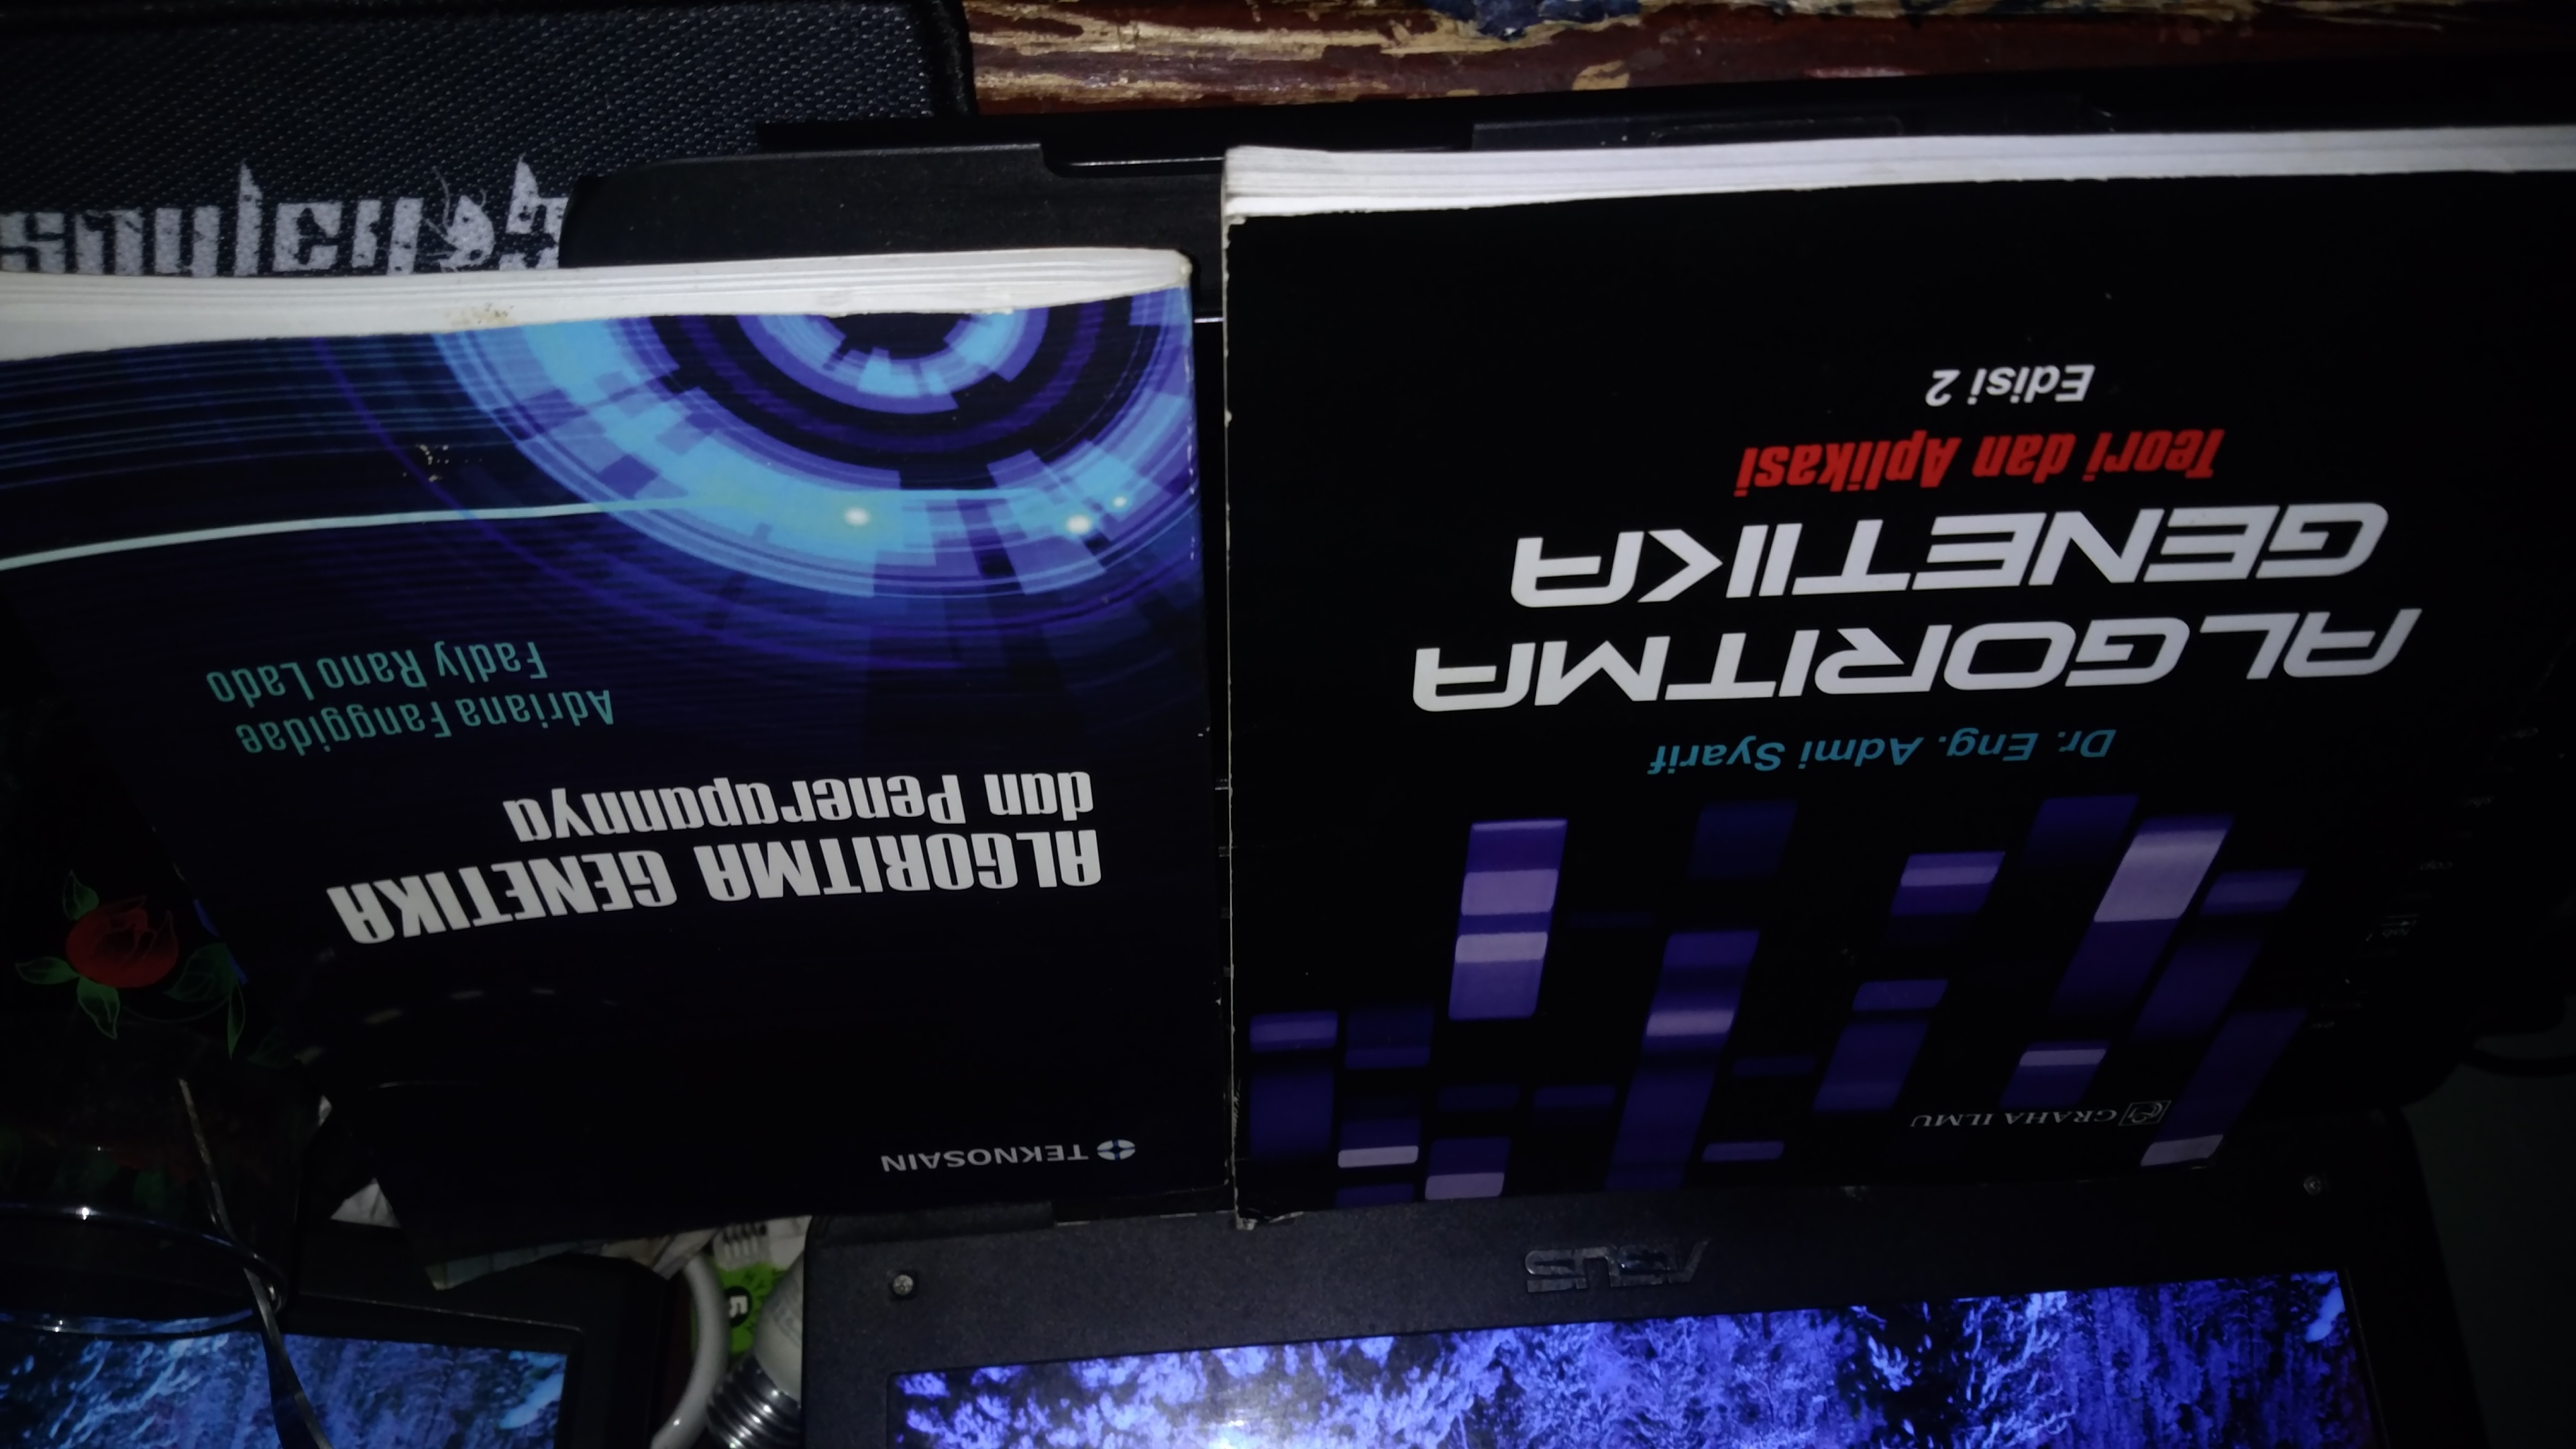 ASUS
GRAHA ILMU
Dr. Eng. Admi Syarif
ALGORITMA
GENETIKA
Teori dan Aplikasi
Edisi 2
TEKNOSAIN
ALGORITMA GENETIKA
dan Penerapannya
Adriana Fanggidae
Fadly Rano Lado